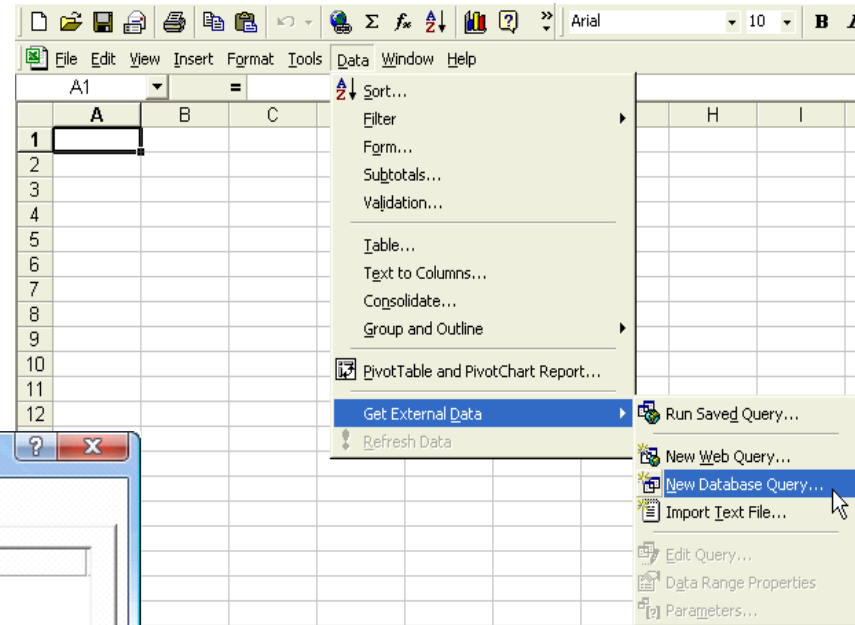 Arial 10 B
File Edit View Insert Format Tools Data Window Help
A1 =
A B C H I
1
2
3
4
5
6
7
8
9
10
11
12
Sort...
Filter
Form...
Subtotals...
Validation...
Table...
Text to Columns...
Consolidate...
Group and Outline
PivotTable and PivotChart Report...
Get External Data
Refresh Data
Run Saved Query...
New Web Query...
New Database Query...
Import Text File...
Edit Query...
Data Range Properties
Parameters...